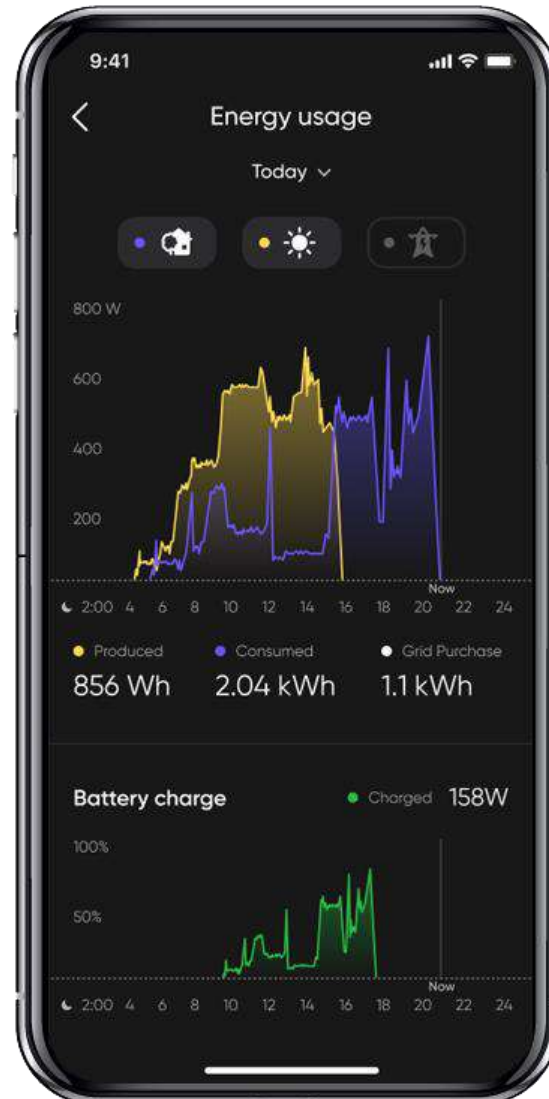 9:41
Energy usage
Today
800 W
600
400
200
Now
2:00 4 6 8 10 12 14 16 18 20 22 24
Produced Consumed Grid Purchase
856 Wh 2.04 kWh 1.1 kWh
Battery charge Charged 158W
100%
50%
Now
2:00 4 6 8 10 12 14 16 18 20 22 24